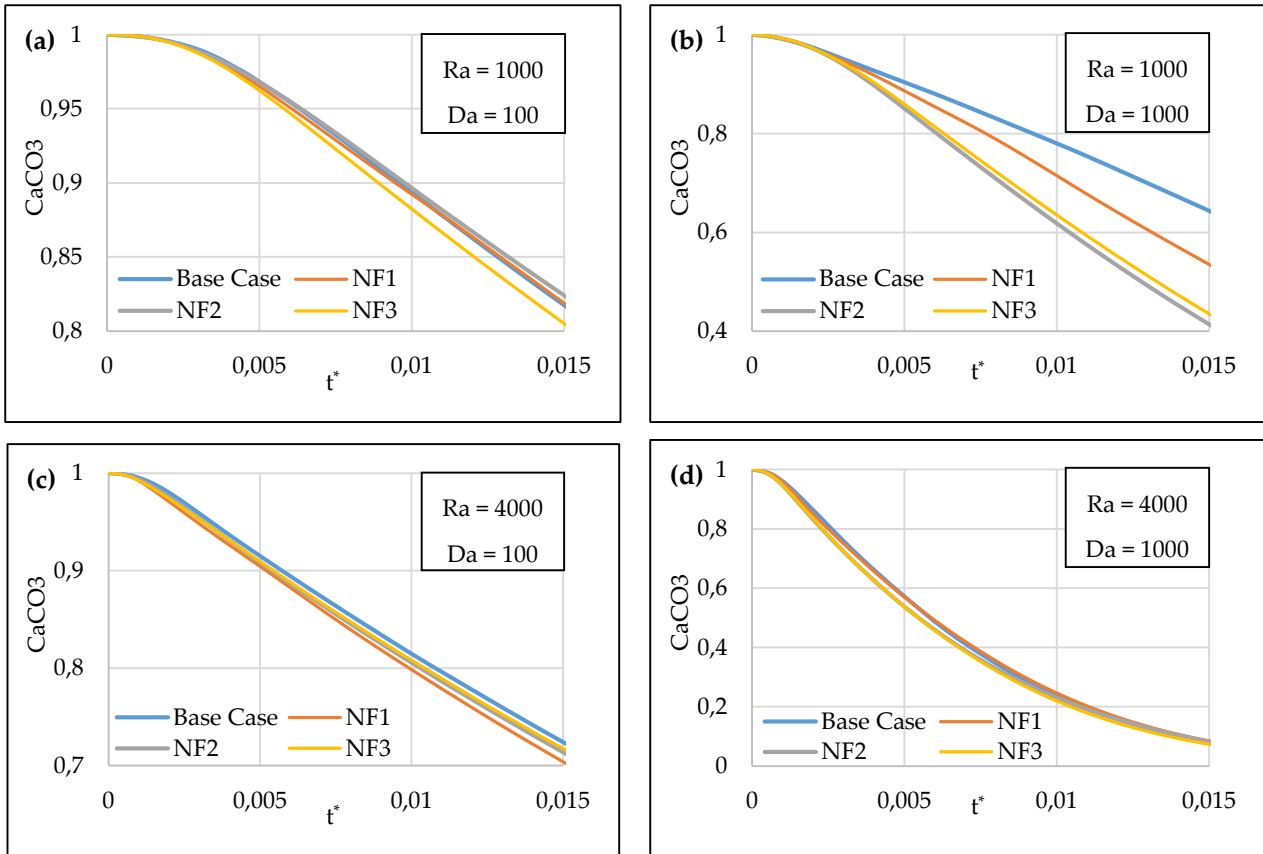 (a)
Ra = 1000
Da = 100
CaCO3
1
0,95
0,9
0,85
0,8
Base Case
NF1
NF2
NF3
0
0,005
0,01
0,015
t*
(b)
Ra = 1000
Da = 1000
CaCO3
1
0,8
0,6
0,4
Base Case
NF1
NF2
NF3
0
0,005
0,01
0,015
t*
(c)
Ra = 4000
Da = 100
CaCO3
1
0,9
0,8
0,7
Base Case
NF1
NF2
NF3
0
0,005
0,01
0,015
t*
(d)
Ra = 4000
Da = 1000
CaCO3
1
0,8
0,6
0,4
0,2
0
Base Case
NF1
NF2
NF3
0
0,005
0,01
0,015
t*